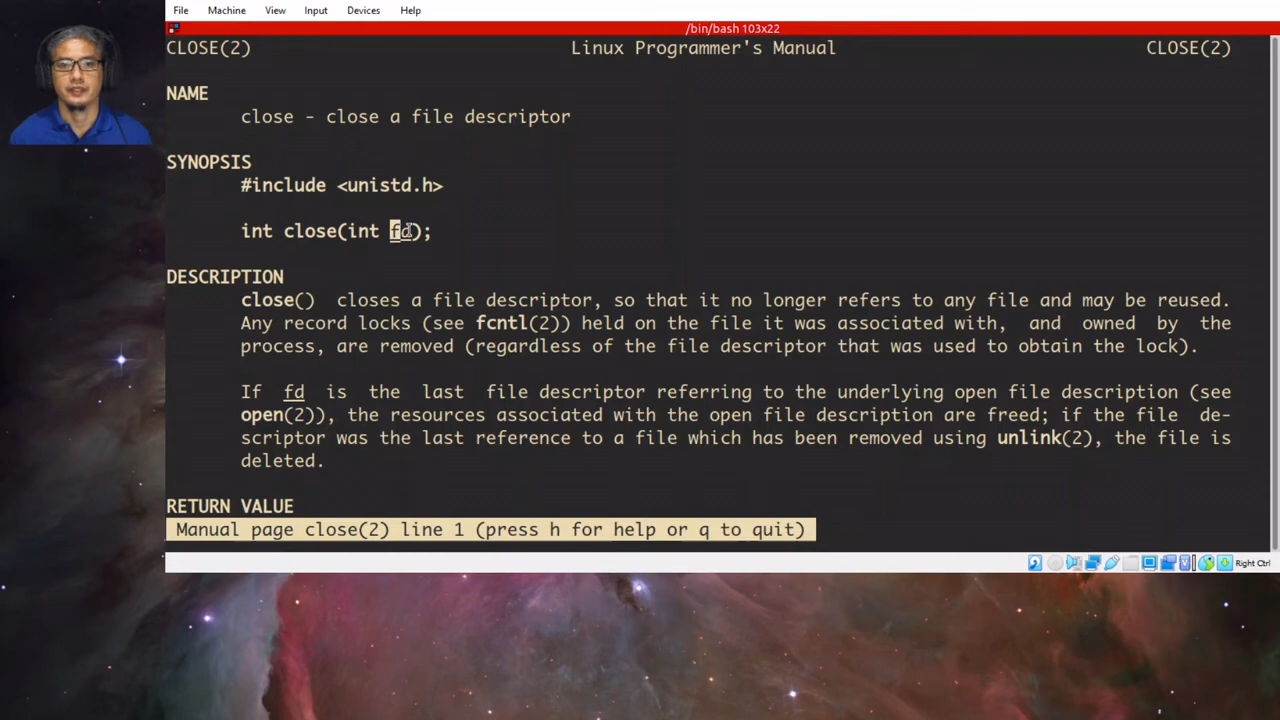 File Machine View Input Devices Help
/bin/bash 103x22
CLOSE(2) Linux Programmer's Manual CLOSE(2)
NAME
close - close a file descriptor
SYNOPSIS
#include <unistd.h>
int close(int fd);
DESCRIPTION
close() closes a file descriptor, so that it no longer refers to any file and may be reused.
Any record locks (see fcntl(2)) held on the file it was associated with, and owned by the
process, are removed (regardless of the file descriptor that was used to obtain the lock).
If fd is the last file descriptor referring to the underlying open file description (see
open(2)), the resources associated with the open file description are freed; if the file de-
scriptor was the last reference to a file which has been removed using unlink(2), the file is
deleted.
RETURN VALUE
Manual page close(2) line 1 (press h for help or q to quit)
Right Ctrl